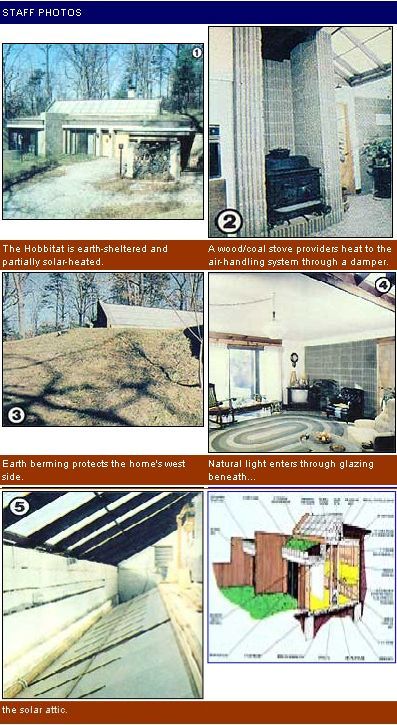 STAFF PHOTOS
1
2
The Hobbitat is earth-sheltered and
partially solar-heated.
A wood/coal stove providers heat to the
air-handling system through a damper.
3
4
Earth berming protects the home's west
side.
Natural light enters through glazing
beneath...
5
the solar attic.